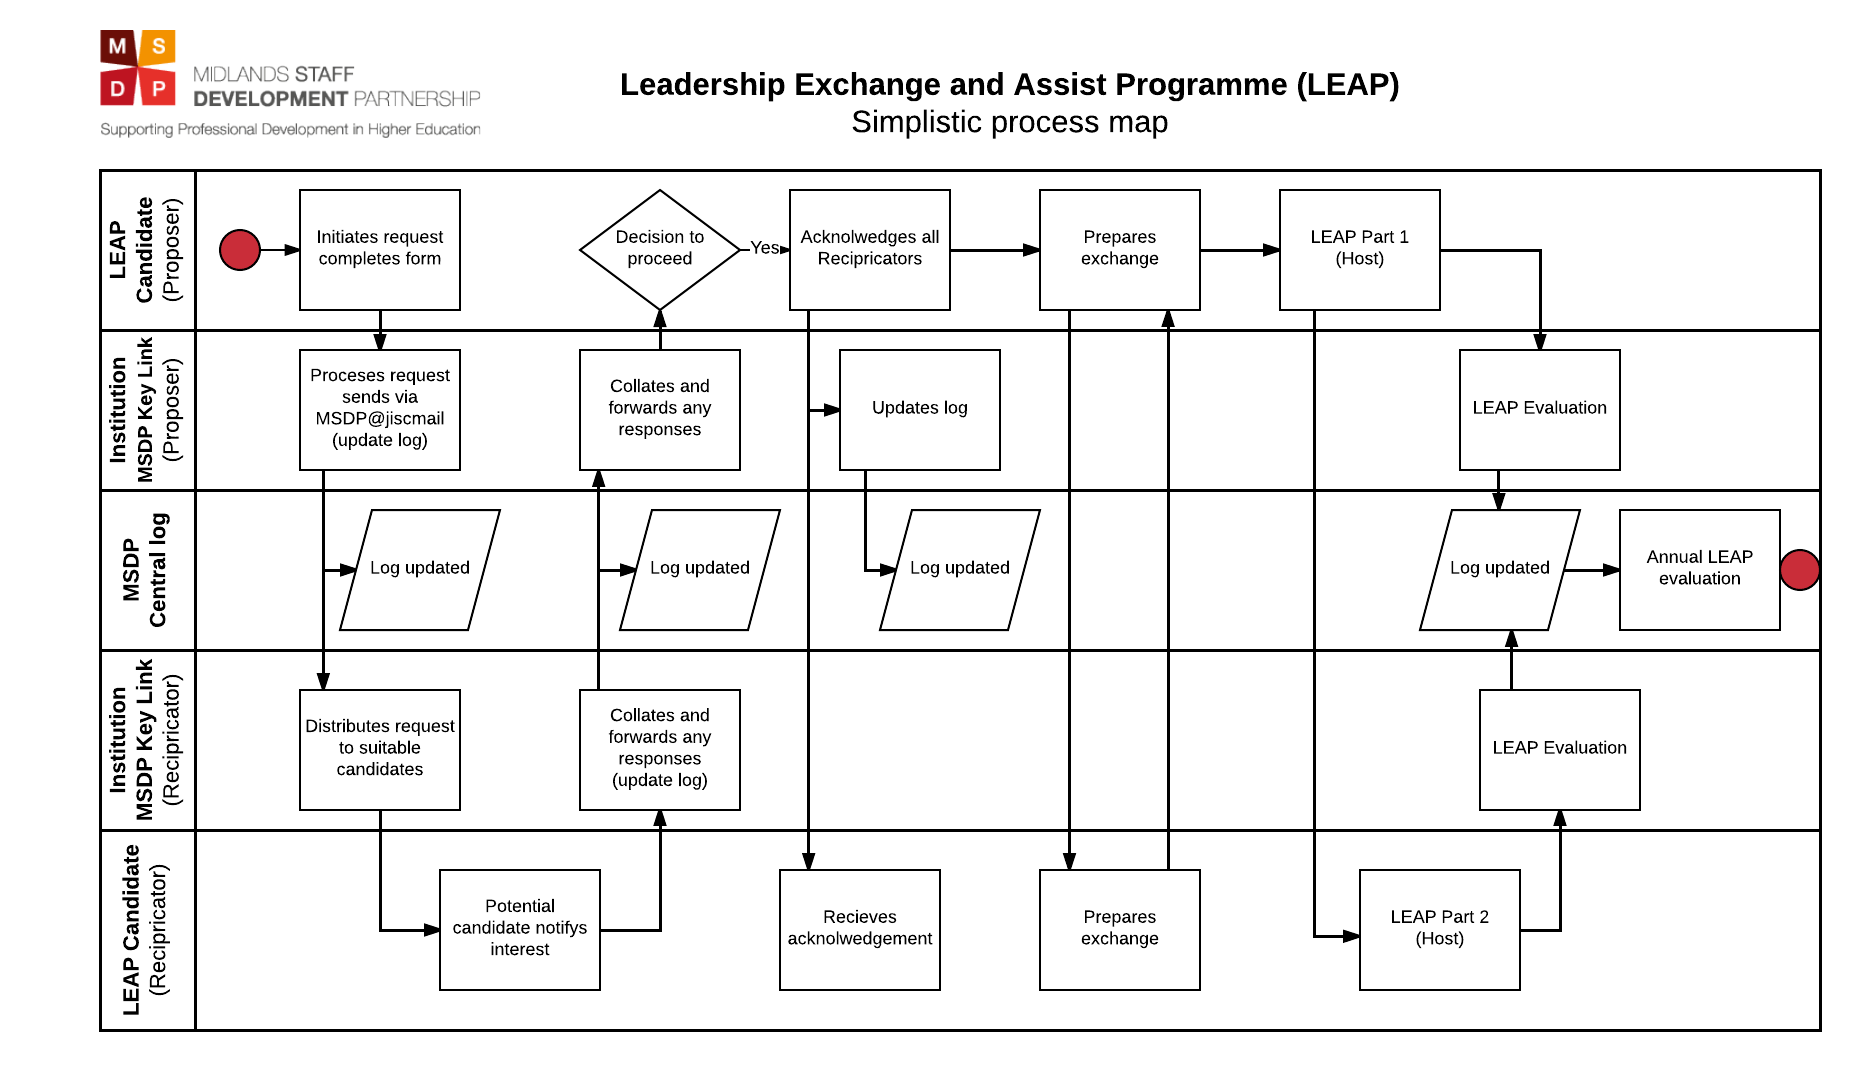 M S
D P
MIDLANDS STAFF
DEVELOPMENT PARTNERSHIP
Supporting Professional Development in Higher Education
Leadership Exchange and Assist Programme (LEAP)
Simplistic process map
LEAP
Candidate
(Proposer)
Initiates request
completes form
Decision to
proceed
Yes
Acknolwedges all
Recipricators
Prepares
exchange
LEAP Part 1
(Host)
Institution
MSDP Key Link
(Proposer)
Proceses request
sends via
MSDP@jiscmail
(update log)
Collates and
forwards any
responses
Updates log
LEAP Evaluation
MSDP
Central log
Log updated
Log updated
Log updated
Log updated
Annual LEAP
evaluation
Institution
MSDP Key Link
(Recipricator)
Distributes request
to suitable
candidates
Collates and
forwards any
responses
(update log)
LEAP Evaluation
LEAP Candidate
(Recipricator)
Potential
candidate notifys
interest
Recieves
acknolwedgement
Prepares
exchange
LEAP Part 2
(Host)